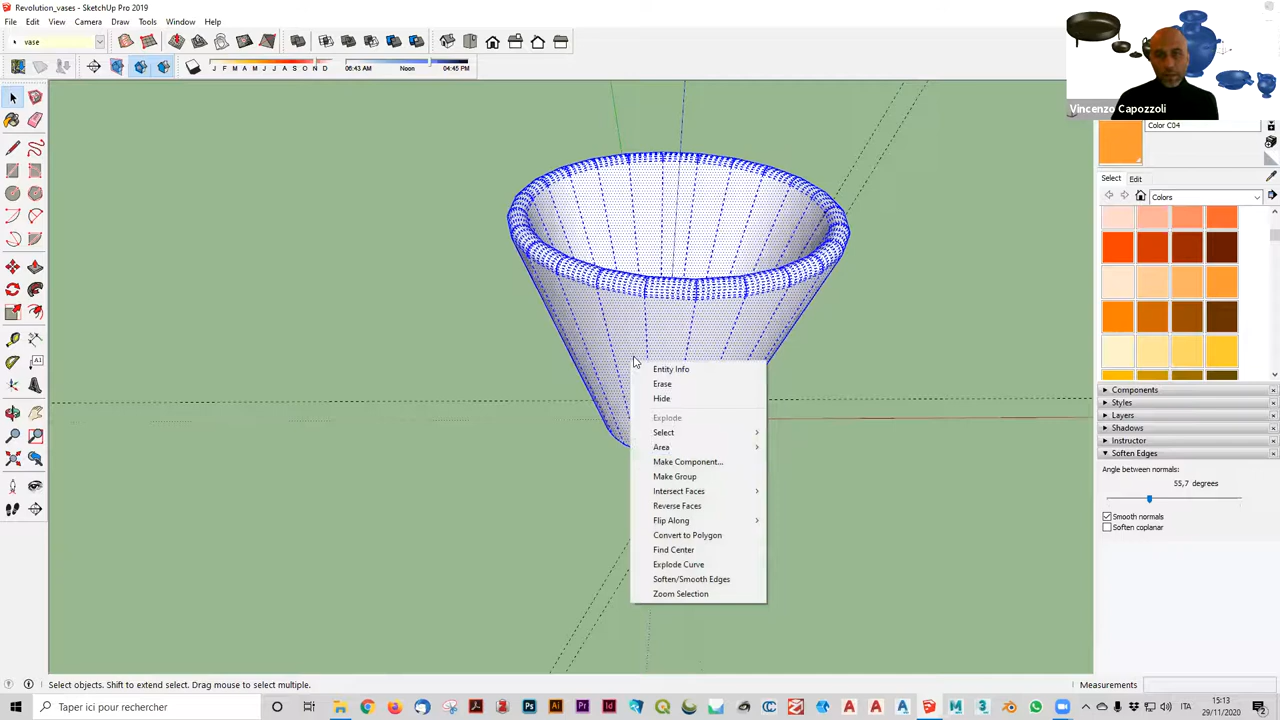 Revolution_vases - SketchUp Pro 2019
File Edit View Camera Draw Tools Window Help
vase
J F M A M J J A S O N D 06:43 AM Noon 04:45 PM
Vincenzo Capozzoli
Color C04
Select Edit
Colors
Components
Styles
Layers
Shadows
Instructor
Soften Edges
Angle between normals:
55,7 degrees
Smooth normals
Soften coplanar
Entity Info
Erase
Hide
Explode
Select
Area
Make Component...
Make Group
Intersect Faces
Reverse Faces
Flip Along
Convert to Polygon
Find Center
Explode Curve
Soften/Smooth Edges
Zoom Selection
Select objects. Shift to extend select. Drag mouse to select multiple.
Measurements
Taper ici pour rechercher
ITA
15:13
29/11/2020